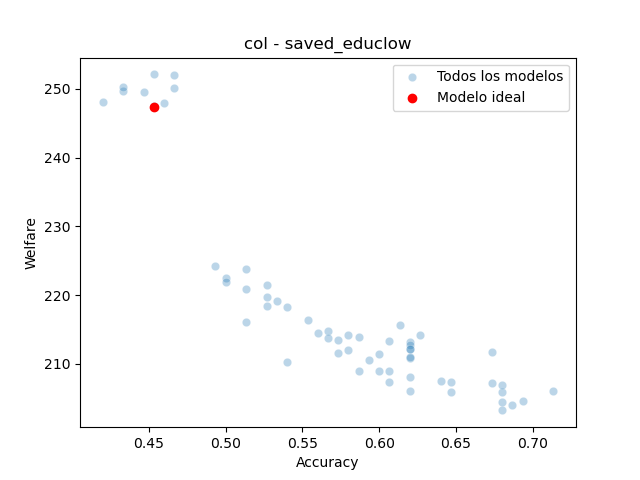 col - saved_educlow
Todos los modelos
Modelo ideal
Welfare
250
240
230
220
210
0.45 0.50 0.55 0.60 0.65 0.70
Accuracy